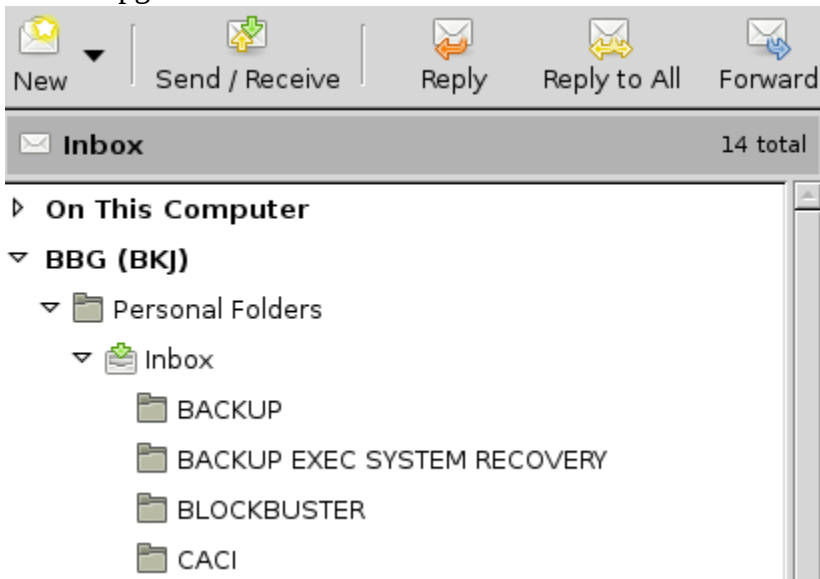 New Send / Receive Reply Reply to All Forward
Inbox 14 total
On This Computer
BBG (BKJ)
Personal Folders
Inbox
BACKUP
BACKUP EXEC SYSTEM RECOVERY
BLOCKBUSTER
CACI